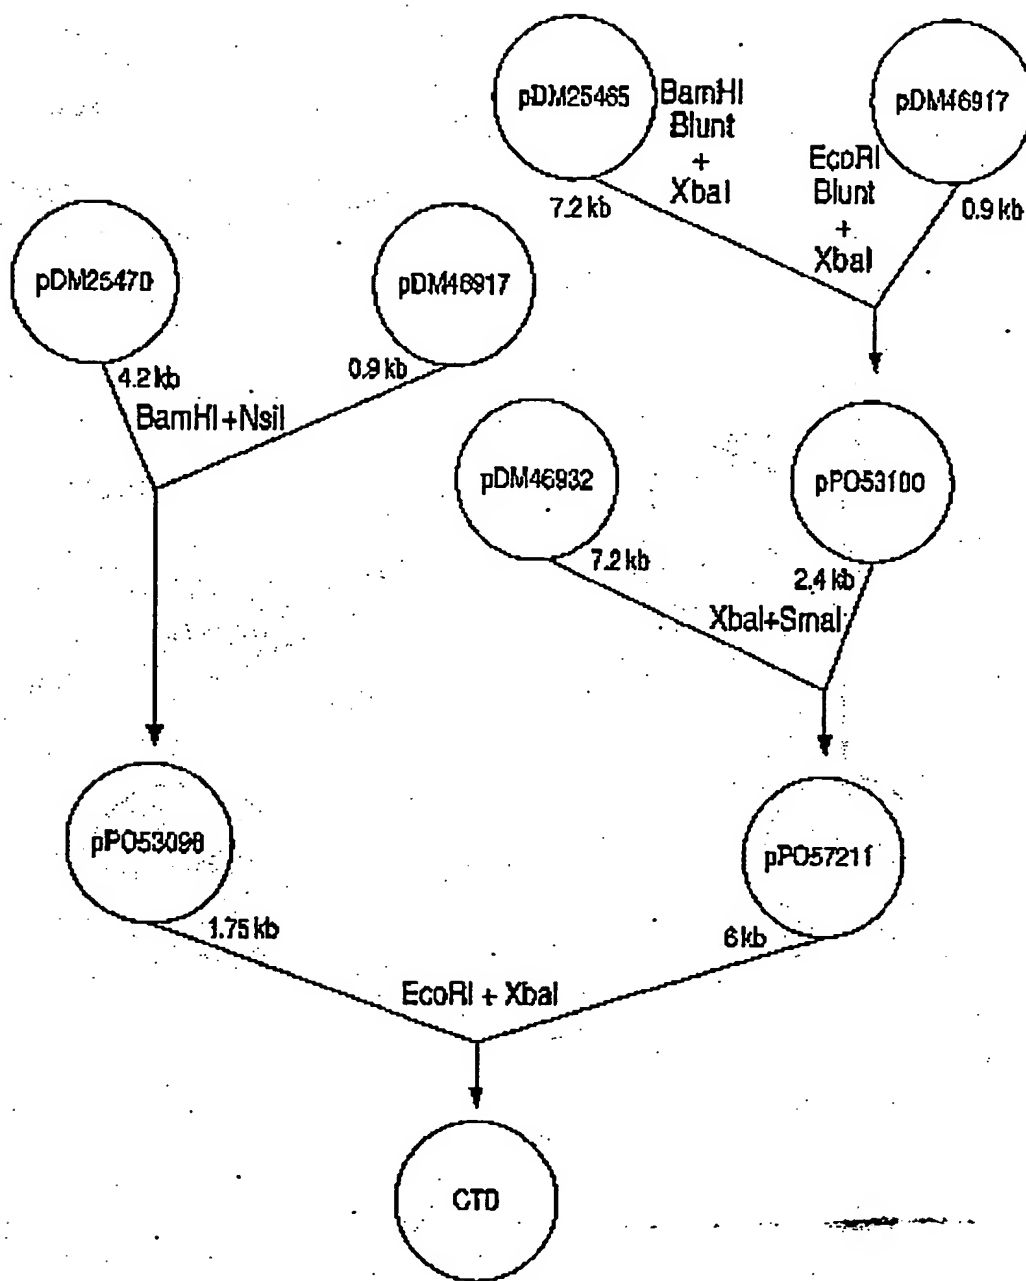 pDM25465
BamHI
Blunt
+
XbaI
7.2 kb
pDM46917
EcoRI
Blunt
+
XbaI
0.9 kb
pDM25470
4.2 kb
pDM46917
0.9 kb
BamHI+NsiI
pDM46932
7.2 kb
pPO53100
2.4 kb
XbaI+SmaI
pPO53098
1.75 kb
pPO57211
6 kb
EcoRI + XbaI
CTD